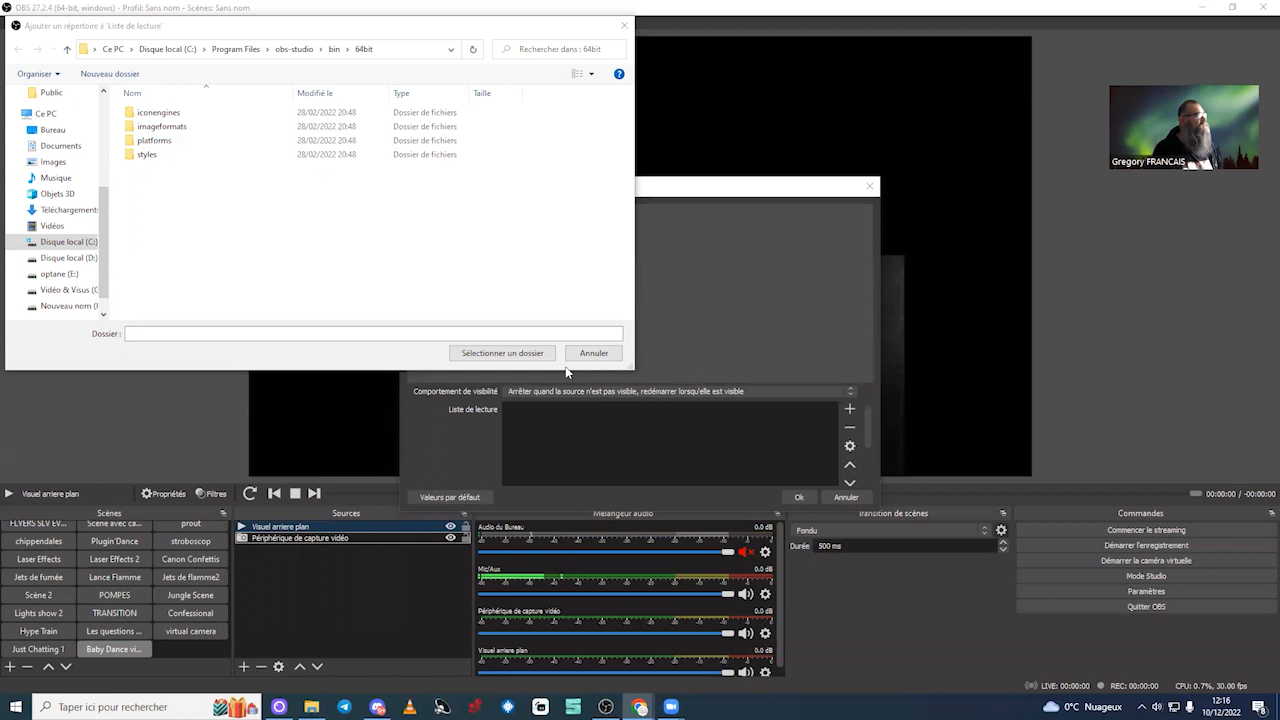 OBS 27.2.4 (64-bit, windows) - Profil: Sans nom - Scènes: Sans nom
Ajouter un répertoire à 'Liste de lecture'
Ce PC > Disque local (C:) > Program Files > obs-studio > bin > 64bit
Rechercher dans : 64bit
Organiser
Nouveau dossier
Nom Modifié le Type Taille
iconengines 28/02/2022 20:48 Dossier de fichiers
imageformats 28/02/2022 20:48 Dossier de fichiers
platforms 28/02/2022 20:48 Dossier de fichiers
styles 28/02/2022 20:48 Dossier de fichiers
Public
Ce PC
Bureau
Documents
Images
Musique
Objets 3D
Téléchargements
Vidéos
Disque local (C:)
Disque local (D:)
optane (E:)
Vidéo & Visus (
Nouveau nom (
Dossier :
Sélectionner un dossier
Annuler
Gregory FRANCAIS
Comportement de visibilité
Arrêter quand la source n'est pas visible, redémarrer lorsqu'elle est visible
Liste de lecture
Valeurs par défaut
Ok
Annuler
Visuel arriere plan
Propriétés
Filtres
00:00:00 / -00:00:00
Scènes
FLYERS SLV EV... Scène avec ca... prout
chippendales Plugin'Dance stroboscop
Laser Effects Laser Effects 2 Canon Confettis
Jets de fumée Lance Flamme Jets de flamme2
Scène 2 POMPES Jungle Scene
Lights show 2 TRANSITION Confessional
Hype Train Les questions ... virtual camera
Just Chatting 1 Baby Dance vi...
Sources
Visuel arriere plan
Périphérique de capture vidéo
Mélangeur audio
Audio du Bureau 0.0 dB
Mic/Aux 0.0 dB
Périphérique de capture vidéo 0.0 dB
Visuel arriere plan 0.0 dB
Transition de scènes
Fondu
Durée 500 ms
Commandes
Commencer le streaming
Démarrer l'enregistrement
Démarrer la caméra virtuelle
Mode Studio
Paramètres
Quitter OBS
LIVE: 00:00:00 REC: 00:00:00 CPU: 0.7%, 30.00 fps
Taper ici pour rechercher
0°C Nuageux
12:16
10/12/2022